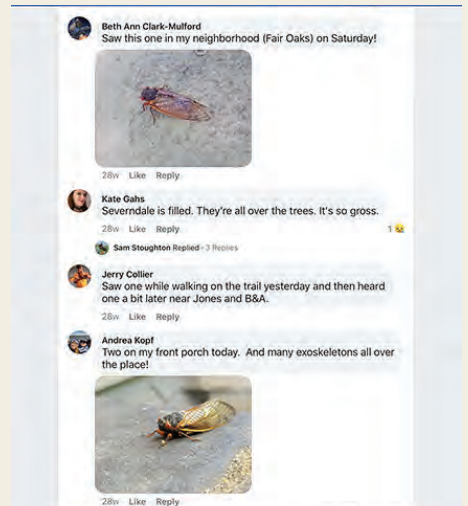 Beth Ann Clark-Mulford
Saw this one in my neighborhood (Fair Oaks) on Saturday!
28w Like Reply
Kate Gahs
Severndale is filled. They're all over the trees. It's so gross.
28w Like Reply 1
Sam Stoughton Replied · 3 Replies
Jerry Collier
Saw one while walking on the trail yesterday and then heard
one a bit later near Jones and B&A.
28w Like Reply
Andrea Kopf
Two on my front porch today. And many exoskeletons all over
the place!
28w Like Reply